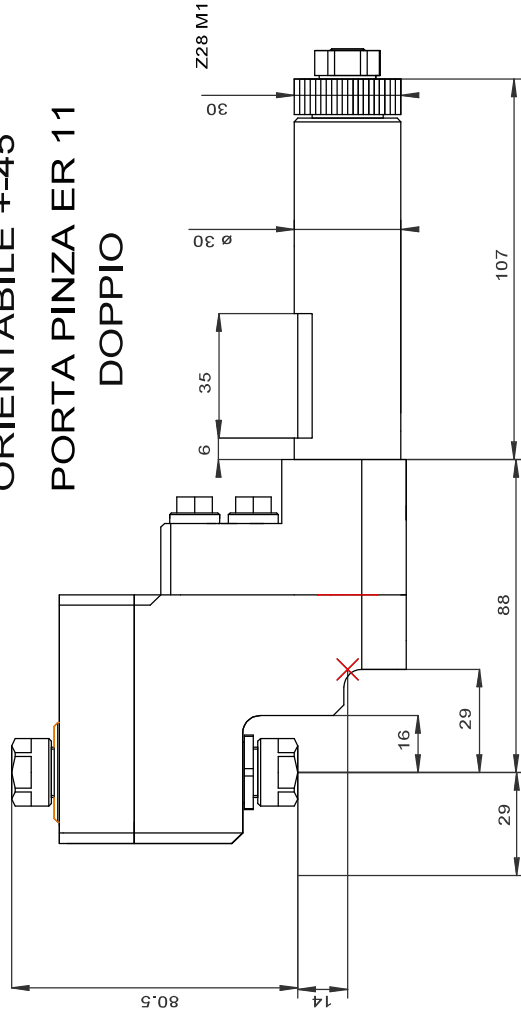 ORIENTABILE +-45
PORTA PINZA ER 11
DOPPIO
Z28 M1
30
ø 30
35
6
107
88
29
16
29
14
80.5